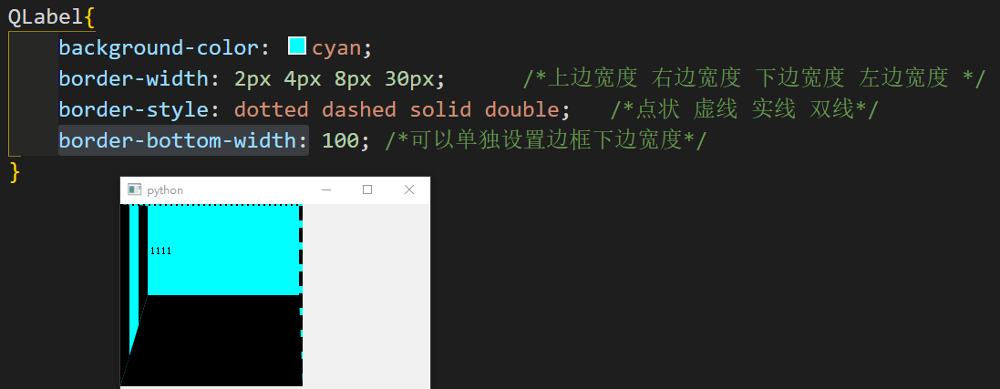 QLabel{
background-color: cyan;
border-width: 2px 4px 8px 30px; /*上边宽度 右边宽度 下边宽度 左边宽度 */
border-style: dotted dashed solid double; /*点状 虚线 实线 双线*/
border-bottom-width: 100; /*可以单独设置边框下边宽度*/
}
python
1111